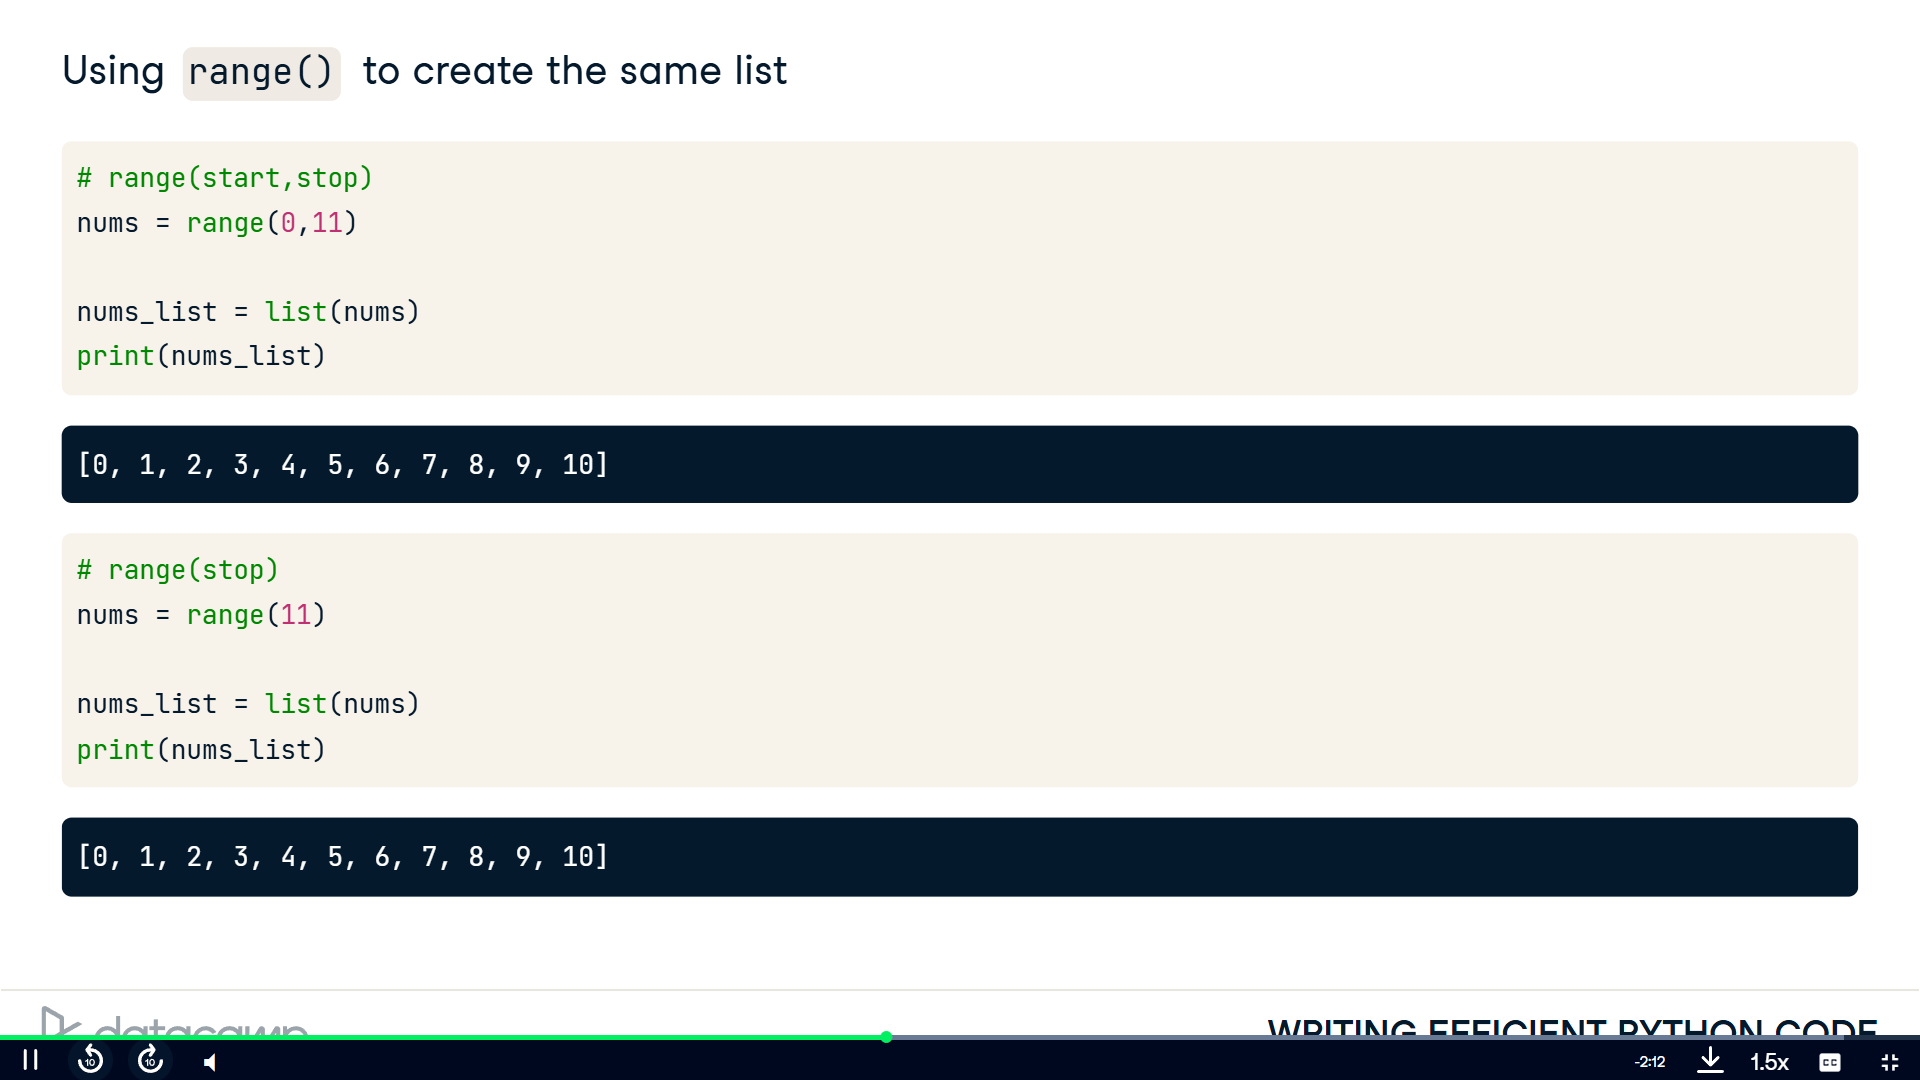 Using range() to create the same list
# range(start,stop)
nums = range(0,11)
nums_list = list(nums)
print(nums_list)
[0, 1, 2, 3, 4, 5, 6, 7, 8, 9, 10]
# range(stop)
nums = range(11)
nums_list = list(nums)
print(nums_list)
[0, 1, 2, 3, 4, 5, 6, 7, 8, 9, 10]
datacamp
WRITING EFFICIENT PYTHON CODE
10
10
-2:12
1.5x
CC